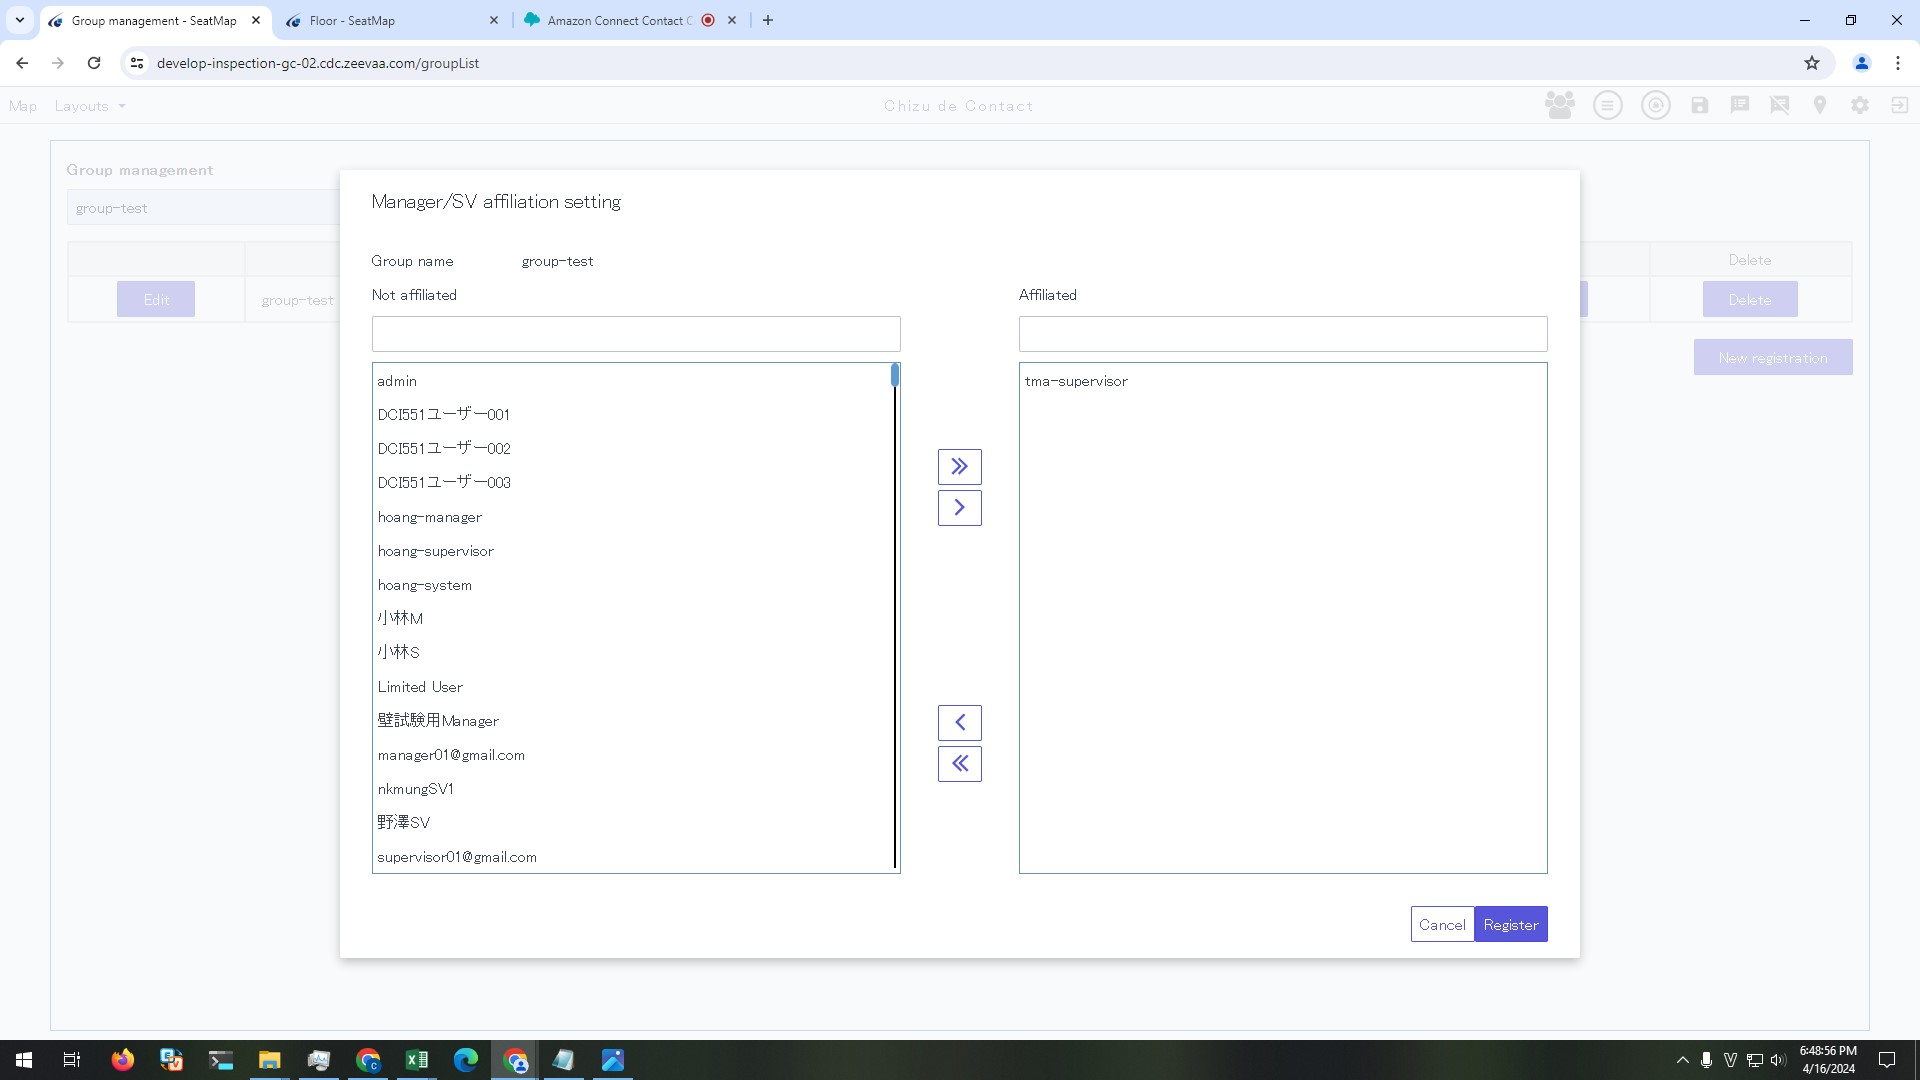 Group management - SeatMap
Floor - SeatMap
Amazon Connect Contact C
develop-inspection-gc-02.cdc.zeevaa.com/groupList
Map Layouts
Chizu de Contact
Group management
group-test
Delete
Edit
group-test
Delete
New registration
Manager/SV affiliation setting
Group name group-test
Not affiliated
Affiliated
admin
DCI551ユーザー001
DCI551ユーザー002
DCI551ユーザー003
hoang-manager
hoang-supervisor
hoang-system
小林M
小林S
Limited User
壁試験用Manager
manager01@gmail.com
nkmungSV1
野澤SV
supervisor01@gmail.com
tma-supervisor
Cancel
Register
6:48:56 PM
4/16/2024